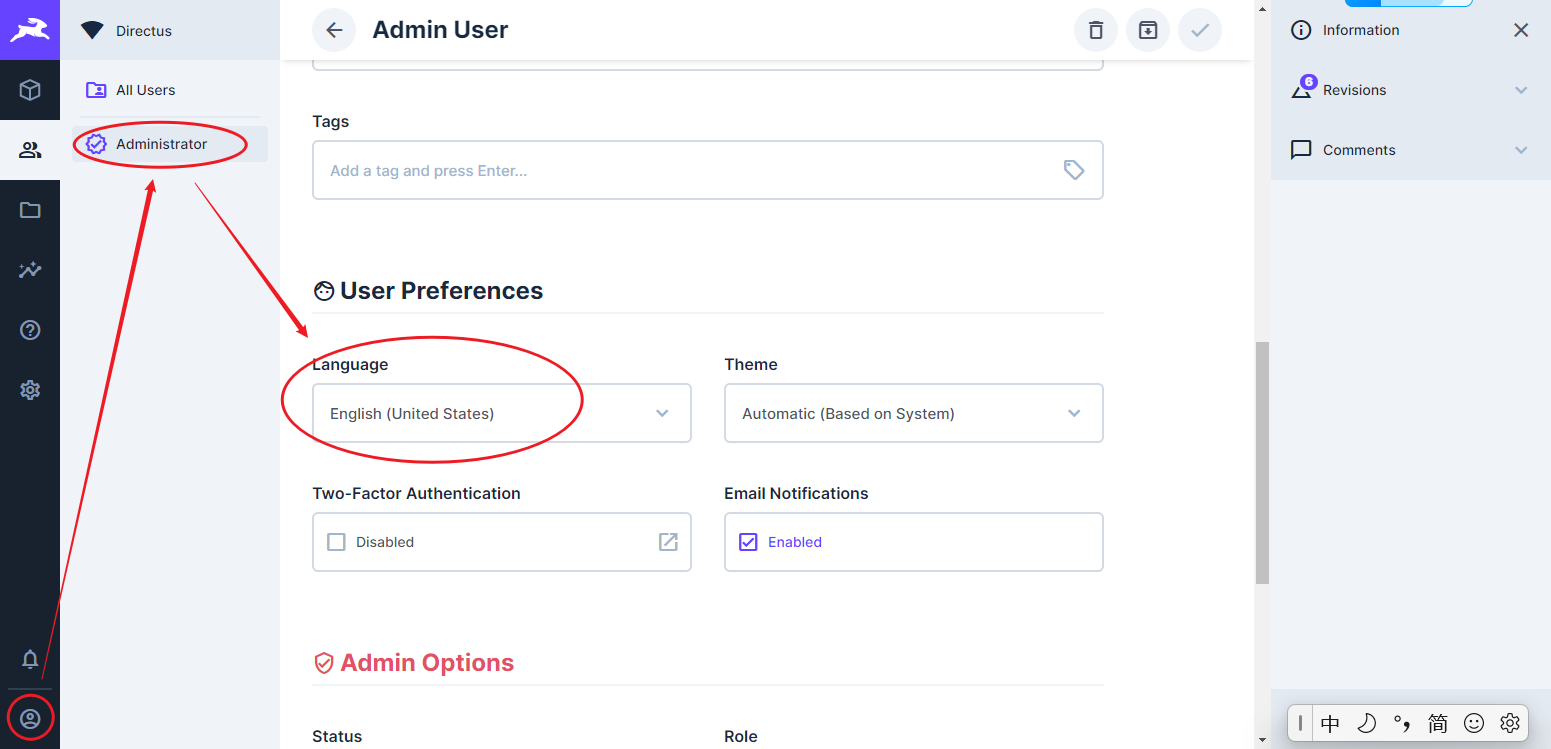 Directus
All Users
Administrator
Admin User
Tags
Add a tag and press Enter...
User Preferences
Language
Theme
English (United States)
Automatic (Based on System)
Two-Factor Authentication
Email Notifications
Disabled
Enabled
Admin Options
Status
Role
Information
6
Revisions
Comments
中 °, 简